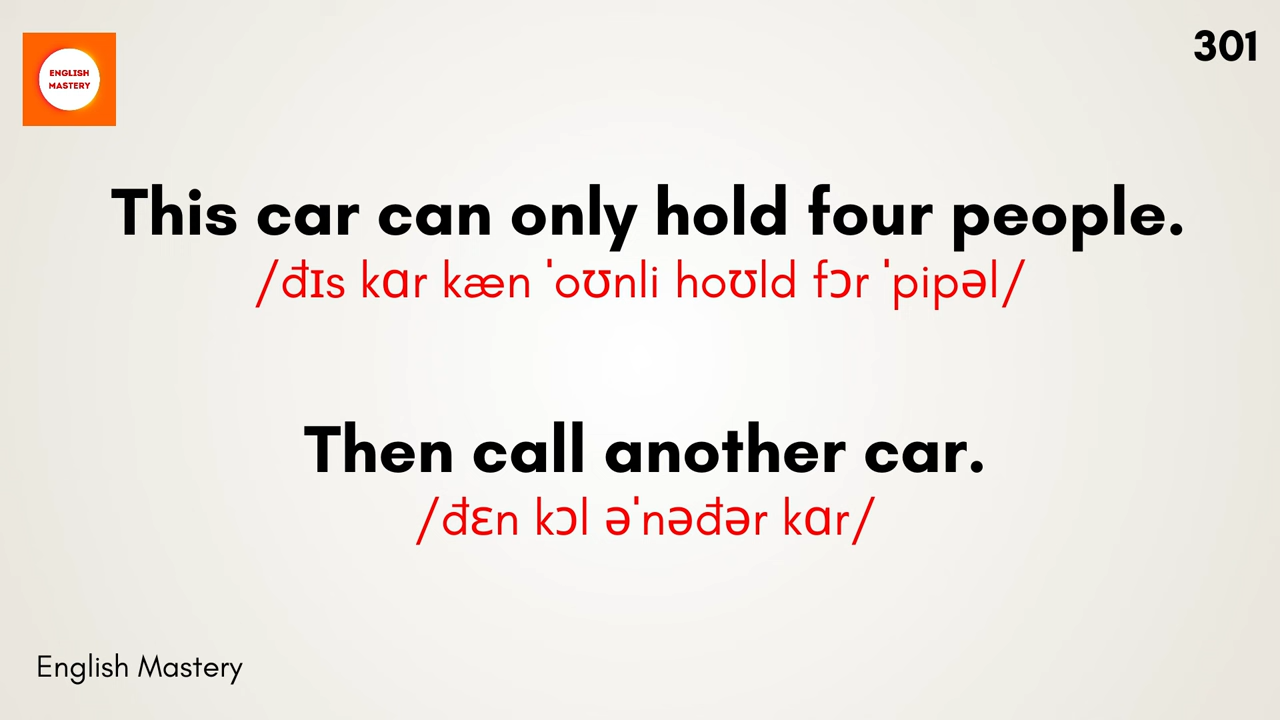 ENGLISH
MASTERY
301
This car can only hold four people.
/đɪs kɑr kæn ˈoʊnli hoʊld fɔr ˈpipəl/
Then call another car.
/đɛn kɔl əˈnəđər kɑr/
English Mastery